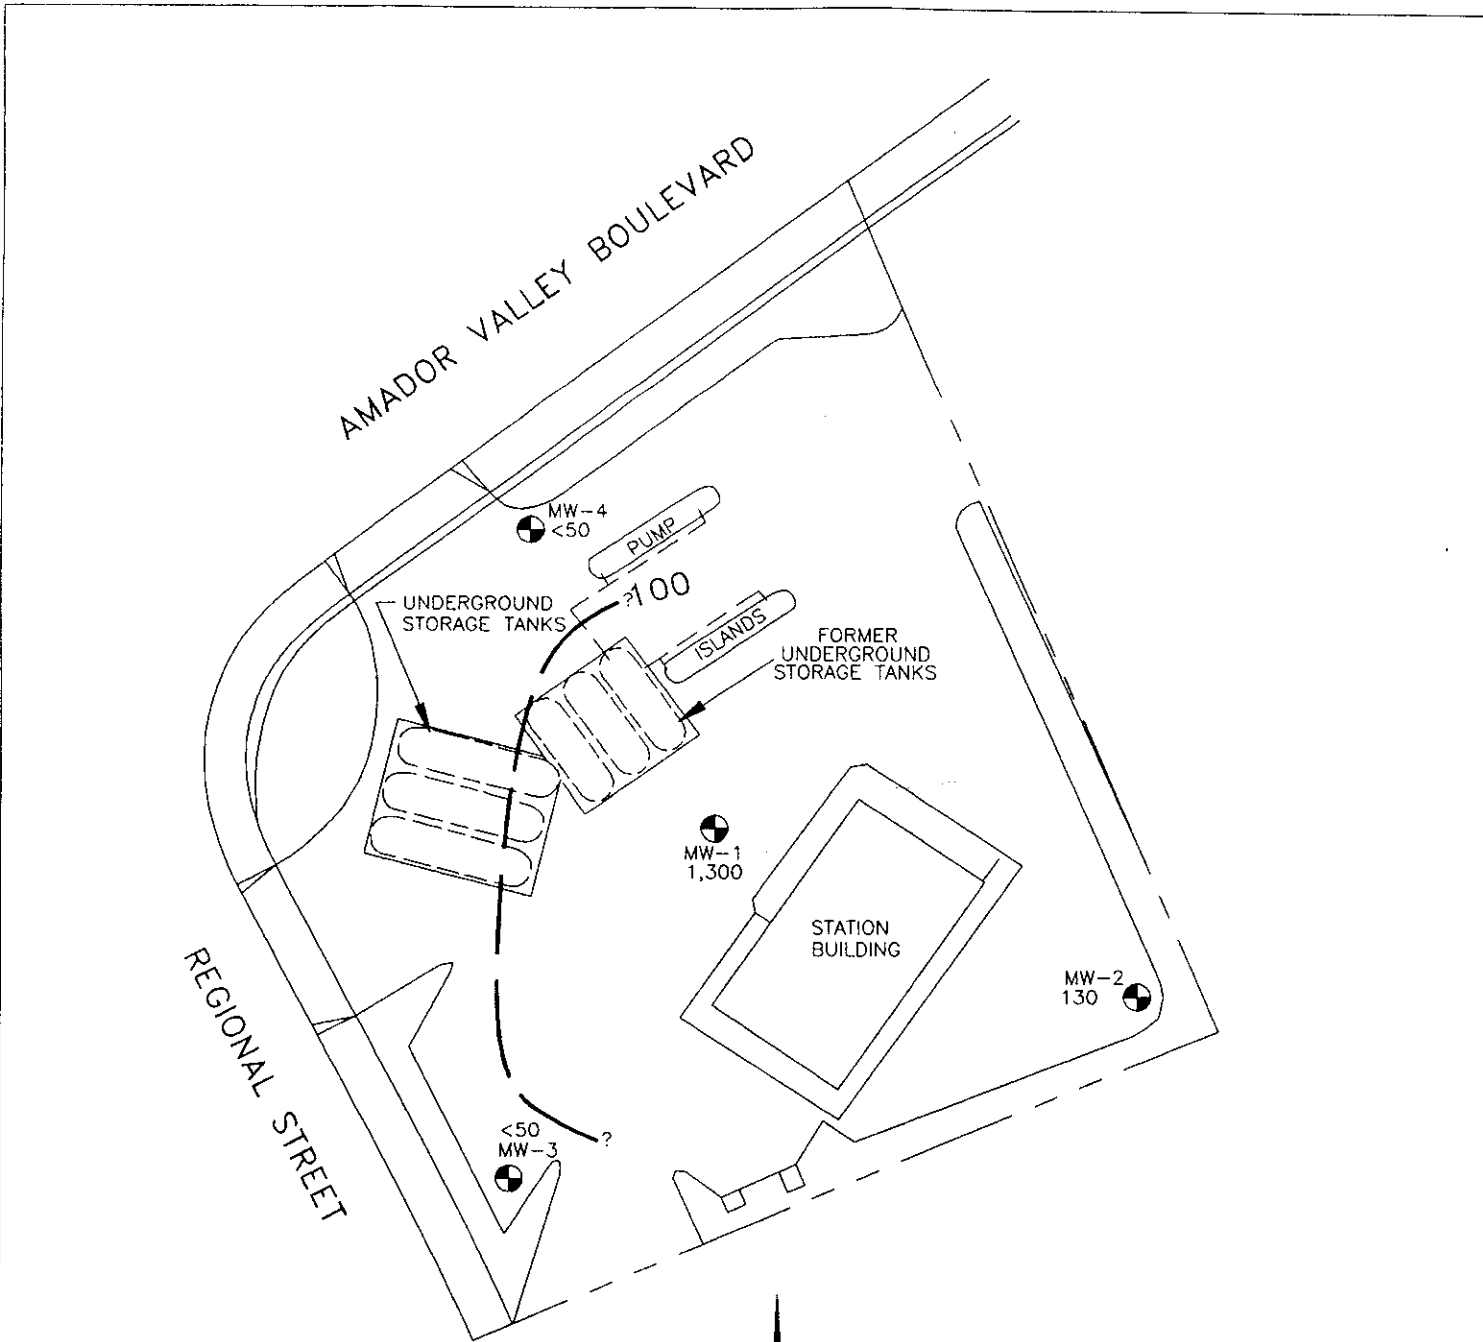 AMADOR VALLEY BOULEVARD
MW-4
<50
PUMP
?100
UNDERGROUND
STORAGE TANKS
ISLANDS
FORMER
UNDERGROUND
STORAGE TANKS
MW-1
1,300
STATION
BUILDING
MW-2
130
REGIONAL STREET
<50
MW-3
?